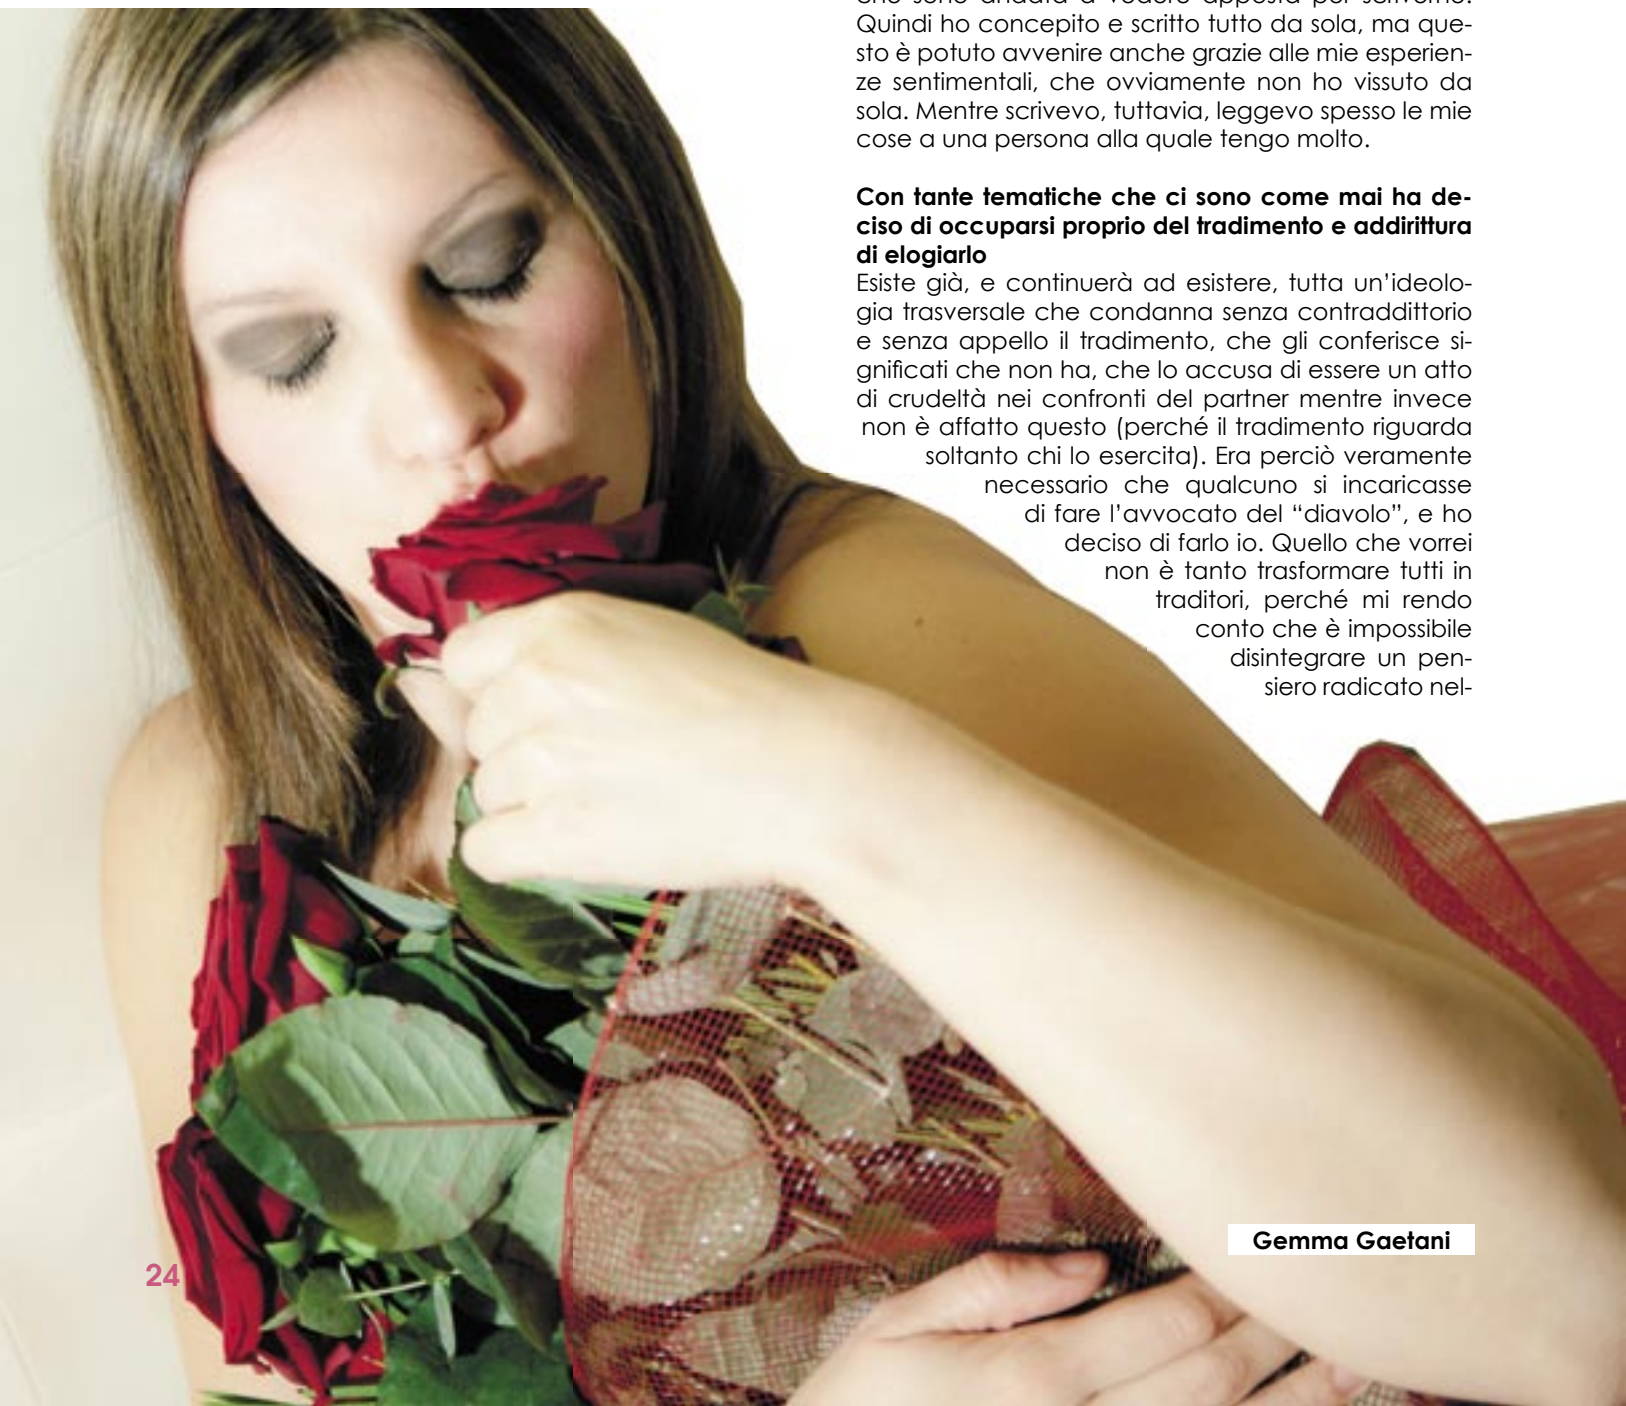 Quindi ho concepito e scritto tutto da sola, ma que-
sto è potuto avvenire anche grazie alle mie esperien-
ze sentimentali, che ovviamente non ho vissuto da
sola. Mentre scrivevo, tuttavia, leggevo spesso le mie
cose a una persona alla quale tengo molto.
Con tante tematiche che ci sono come mai ha de-
ciso di occuparsi proprio del tradimento e addirittura
di elogiarlo
Esiste già, e continuerà ad esistere, tutta un’ideolo-
gia trasversale che condanna senza contraddittorio
e senza appello il tradimento, che gli conferisce si-
gnificati che non ha, che lo accusa di essere un atto
di crudeltà nei confronti del partner mentre invece
non è affatto questo (perché il tradimento riguarda
soltanto chi lo esercita). Era perciò veramente
necessario che qualcuno si incaricasse
di fare l’avvocato del “diavolo”, e ho
deciso di farlo io. Quello che vorrei
non è tanto trasformare tutti in
traditori, perché mi rendo
conto che è impossibile
disintegrare un pen-
siero radicato nel-
Gemma Gaetani
24